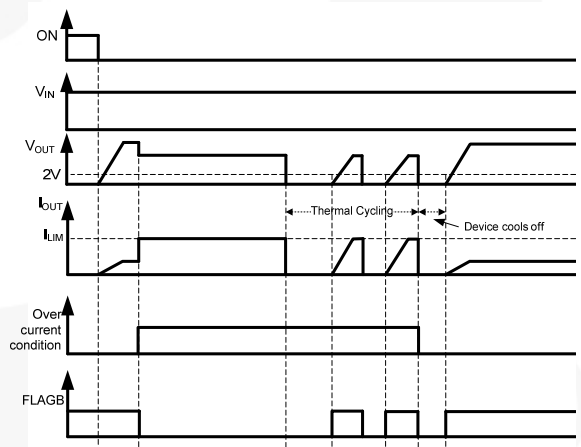 ON
VIN
VOUT
2V
IOUT
Thermal Cycling
Device cools off
ILIM
Over
current
condition
FLAGB